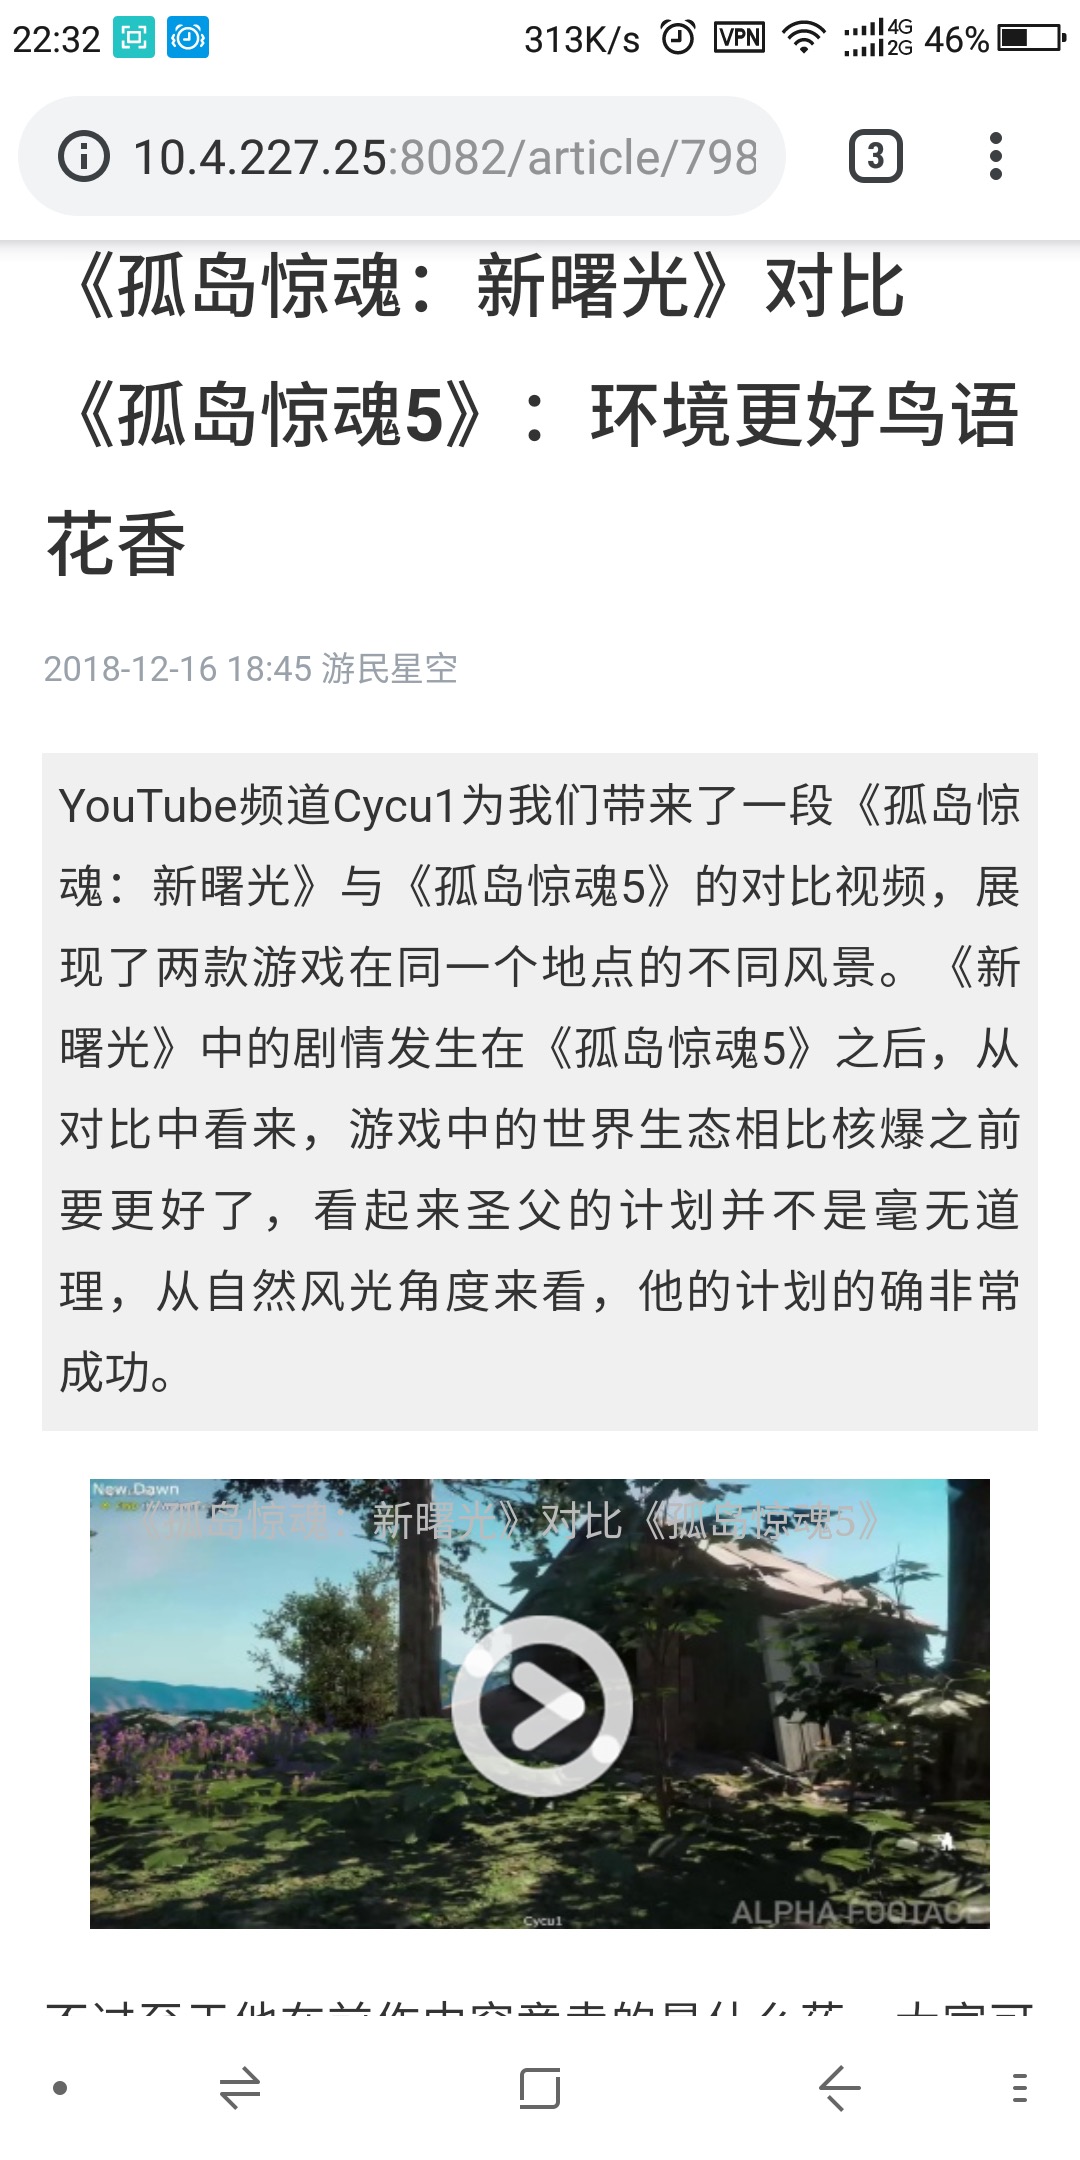 22:32
313K/s VPN 4G 2G 46%
10.4.227.25:8082/article/798
3
《孤岛惊魂：新曙光》对比
《孤岛惊魂5》：环境更好鸟语
花香
2018-12-16 18:45 游民星空
YouTube频道Cycu1为我们带来了一段《孤岛惊
魂：新曙光》与《孤岛惊魂5》的对比视频，展
现了两款游戏在同一个地点的不同风景。《新
曙光》中的剧情发生在《孤岛惊魂5》之后，从
对比中看来，游戏中的世界生态相比核爆之前
要更好了，看起来圣父的计划并不是毫无道
理，从自然风光角度来看，他的计划的确非常
成功。
New Dawn
《孤岛惊魂：新曙光》对比《孤岛惊魂5》
ALPHA FOOTAGE
Cycu1